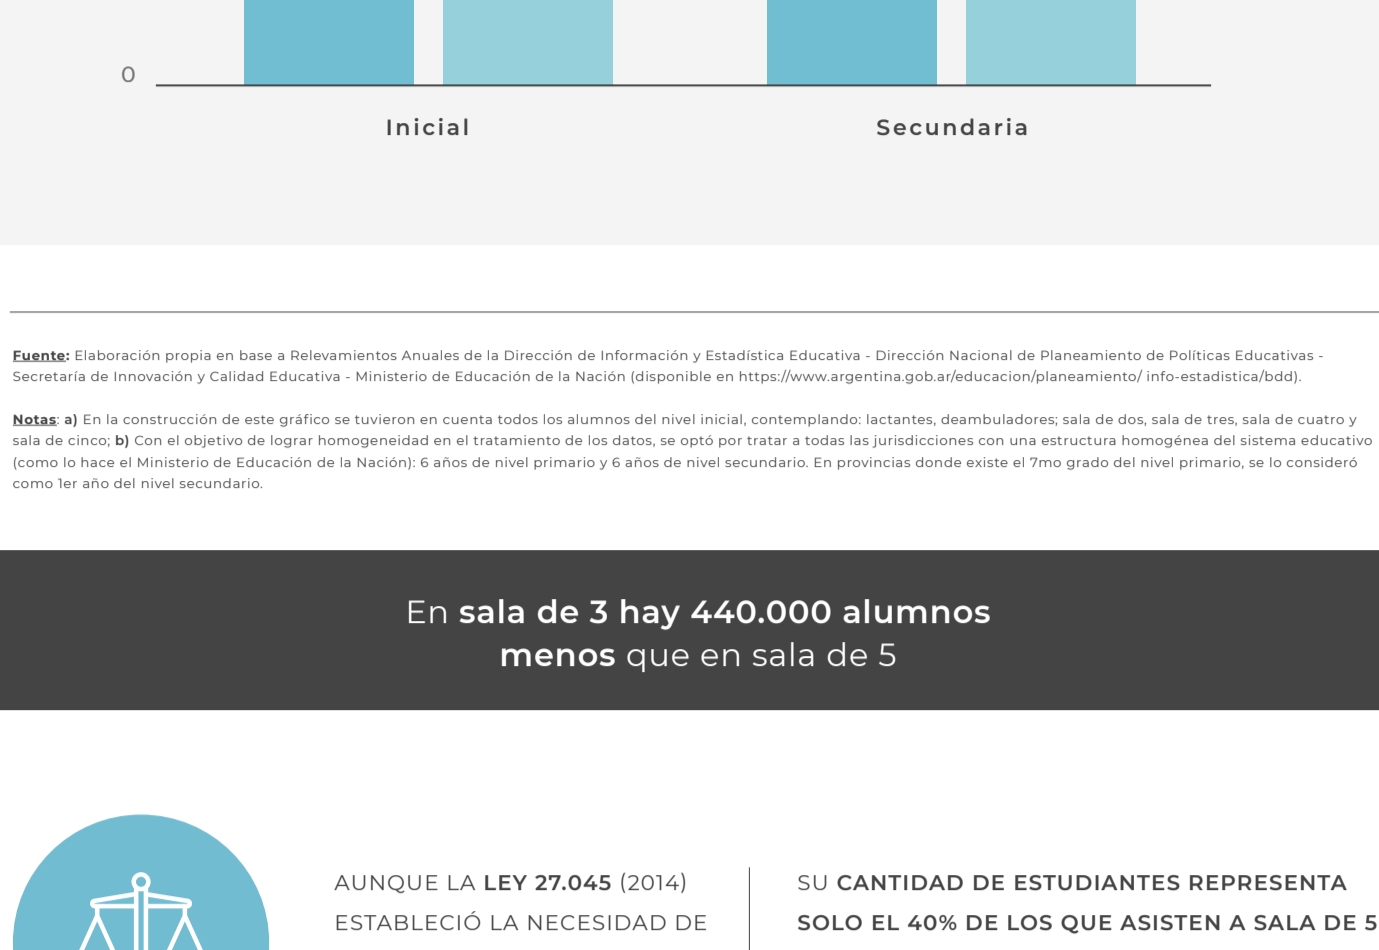 0
Inicial
Secundaria
Fuente: Elaboración propia en base a Relevamientos Anuales de la Dirección de Información y Estadística Educativa - Dirección Nacional de Planeamiento de Políticas Educativas -
Secretaría de Innovación y Calidad Educativa - Ministerio de Educación de la Nación (disponible en https://www.argentina.gob.ar/educacion/planeamiento/ info-estadistica/bdd).
Notas: a) En la construcción de este gráfico se tuvieron en cuenta todos los alumnos del nivel inicial, contemplando: lactantes, deambuladores; sala de dos, sala de tres, sala de cuatro y
sala de cinco; b) Con el objetivo de lograr homogeneidad en el tratamiento de los datos, se optó por tratar a todas las jurisdicciones con una estructura homogénea del sistema educativo
(como lo hace el Ministerio de Educación de la Nación): 6 años de nivel primario y 6 años de nivel secundario. En provincias donde existe el 7mo grado del nivel primario, se lo consideró
como 1er año del nivel secundario.
En sala de 3 hay 440.000 alumnos
menos que en sala de 5
AUNQUE LA LEY 27.045 (2014)
ESTABLECIÓ LA NECESIDAD DE
SU CANTIDAD DE ESTUDIANTES REPRESENTA
SOLO EL 40% DE LOS QUE ASISTEN A SALA DE 5